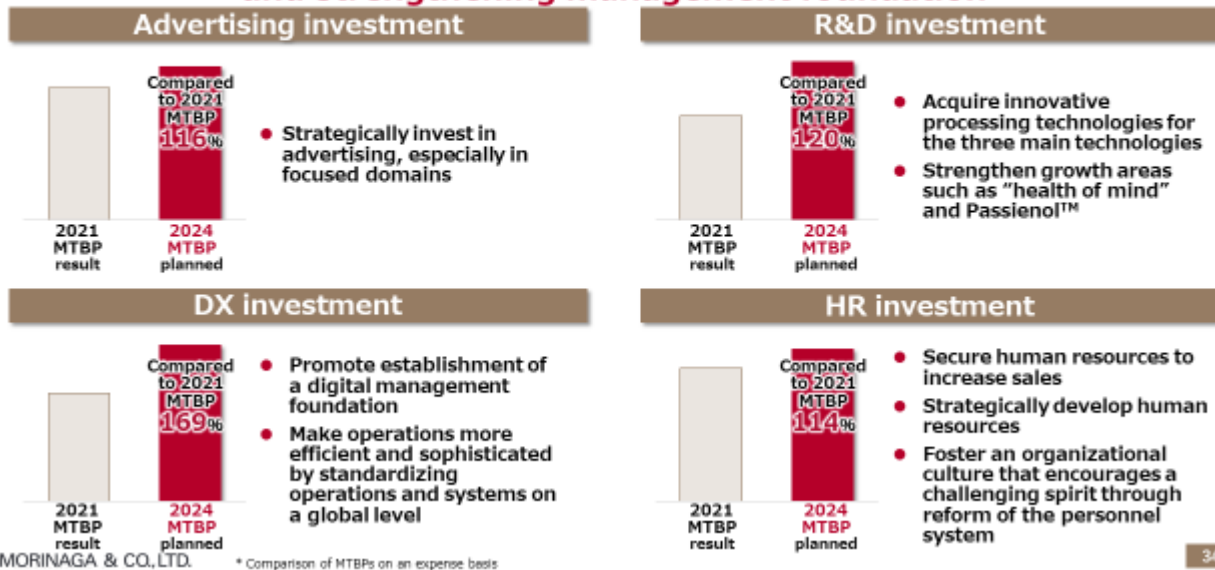 and strengthening management foundation
Advertising investment
Compared
to 2021
MTBP
116%
2021
MTBP
result
2024
MTBP
planned
● Strategically invest in
advertising, especially in
focused domains
R&D investment
Compared
to 2021
MTBP
120%
2021
MTBP
result
2024
MTBP
planned
● Acquire innovative
processing technologies for
the three main technologies
● Strengthen growth areas
such as “health of mind”
and Passienol™
DX investment
Compared
to 2021
MTBP
169%
2021
MTBP
result
2024
MTBP
planned
● Promote establishment of
a digital management
foundation
● Make operations more
efficient and sophisticated
by standardizing
operations and systems on
a global level
HR investment
Compared
to 2021
MTBP
114%
2021
MTBP
result
2024
MTBP
planned
● Secure human resources to
increase sales
● Strategically develop human
resources
● Foster an organizational
culture that encourages a
challenging spirit through
reform of the personnel
system
MORINAGA & CO., LTD.
* Comparison of MTBPs on an expense basis